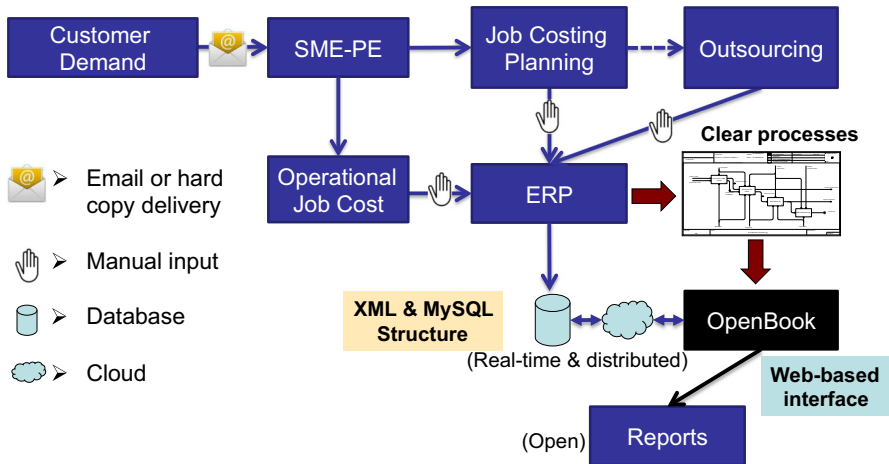 Customer
Demand
SME-PE
Job Costing
Planning
Outsourcing
Clear processes
Operational
Job Cost
ERP
Email or hard
copy delivery
Manual input
Database
Cloud
XML & MySQL
Structure
(Real-time & distributed)
OpenBook
Web-based
interface
(Open)
Reports